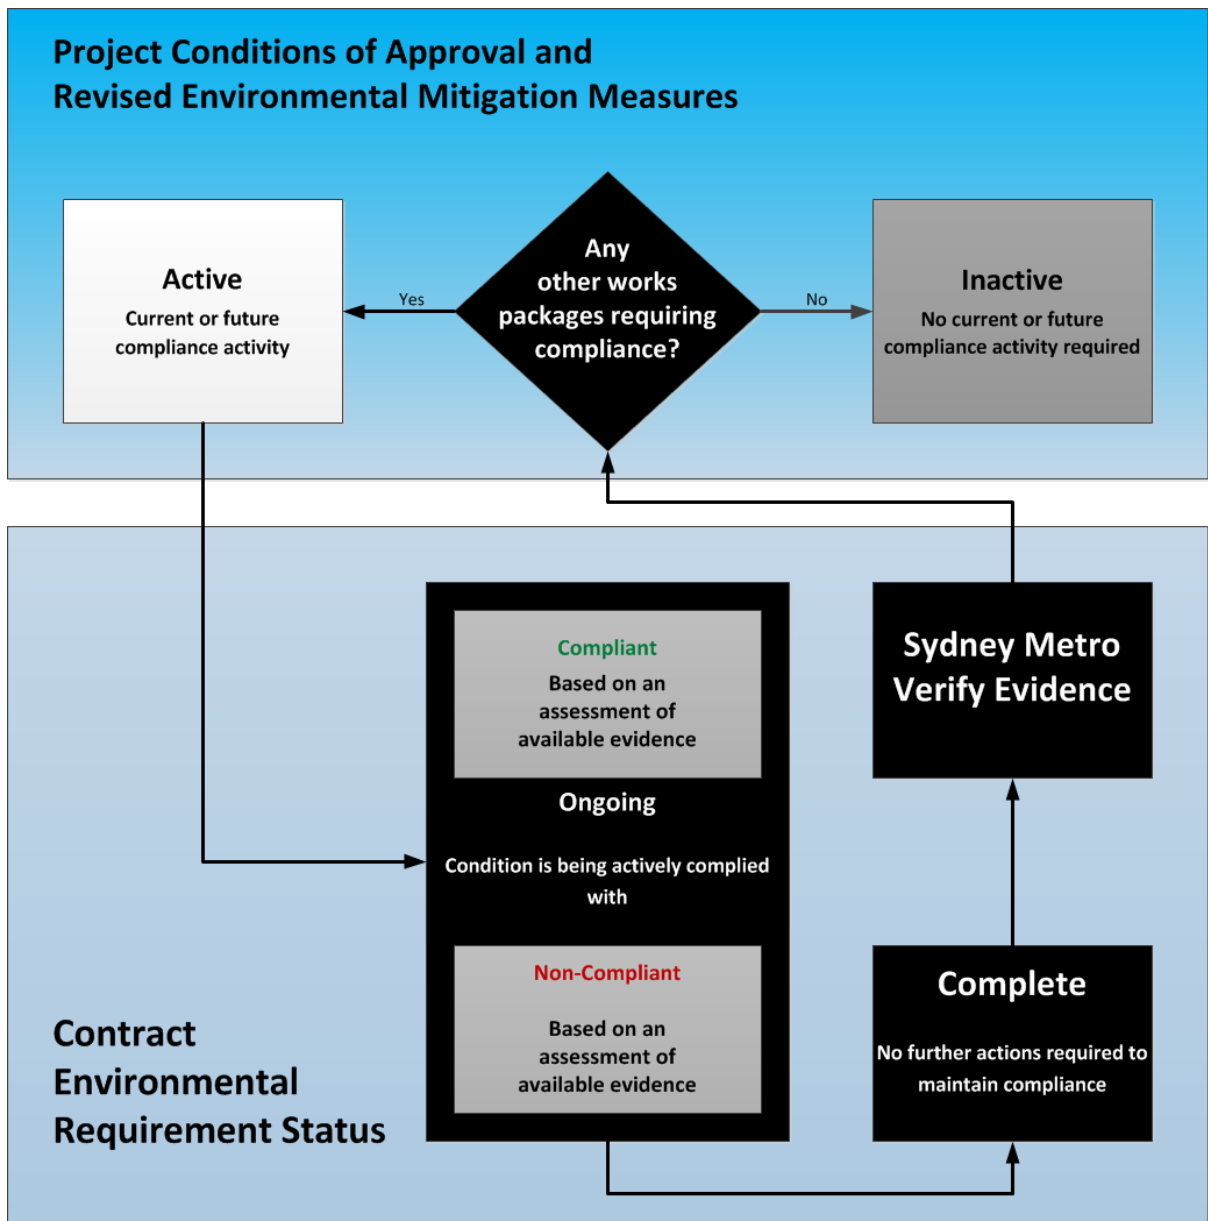 Project Conditions of Approval and
Revised Environmental Mitigation Measures
Active
Current or future
compliance activity
Yes
Any
other works
packages requiring
compliance?
No
Inactive
No current or future
compliance activity required
Compliant
Based on an
assessment of
available evidence
Ongoing
Condition is being actively complied
with
Non-Compliant
Based on an
assessment of
available evidence
Sydney Metro
Verify Evidence
Complete
No further actions required to
maintain compliance
Contract
Environmental
Requirement Status